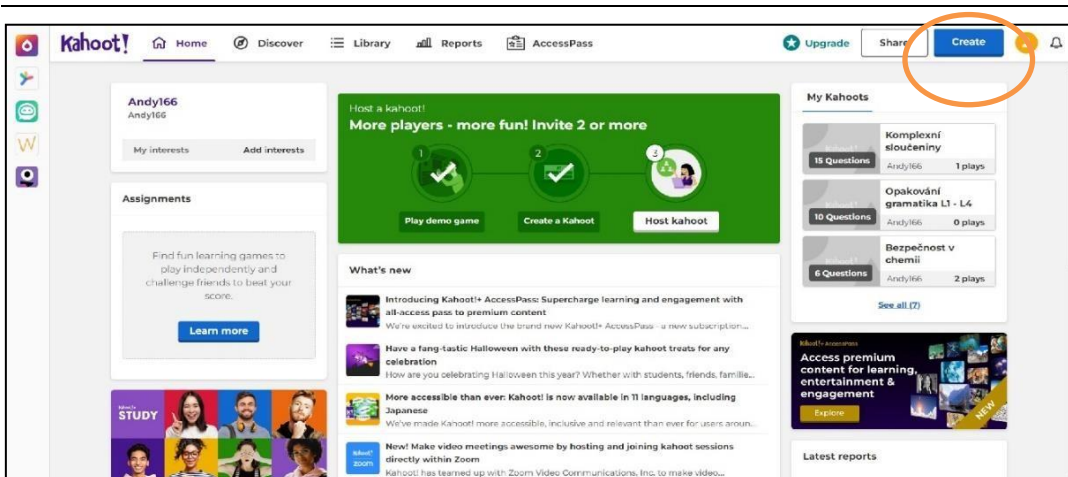 Kahoot! Home Discover Library Reports AccessPass Upgrade Share Create
Andy166
Andy166
My interests Add interests
Assignments
Find fun learning games to
play independently and
challenge friends to beat your
score.
Learn more
Kahoot!+
STUDY
Host a kahoot!
More players - more fun! Invite 2 or more
1 2 3
Play demo game Create a Kahoot Host kahoot
What's new
Introducing Kahoot!+ AccessPass: Supercharge learning and engagement with
all-access pass to premium content
We're excited to introduce the brand new Kahoot!+ AccessPass - a new subscription...
Have a fang-tastic Halloween with these ready-to-play kahoot treats for any
celebration
How are you celebrating Halloween this year? Whether with students, friends, familie...
More accessible than ever: Kahoot! is now available in 11 languages, including
Japanese
We've made Kahoot! more accessible, inclusive and relevant than ever for users aroun...
Kahoot!
zoom
New! Make video meetings awesome by hosting and joining kahoot sessions
directly within Zoom
Kahoot! has teamed up with Zoom Video Communications, Inc. to make video...
My Kahoots
Komplexní
sloučeniny
15 Questions
Andy166 1 plays
Opakování
gramatika L1 - L4
10 Questions
Andy166 0 plays
Bezpečnost v
chemii
6 Questions
Andy166 2 plays
See all (7)
Kahoot!+ AccessPass
Access premium
content for learning,
entertainment &
engagement
Explore
NEW
Latest reports